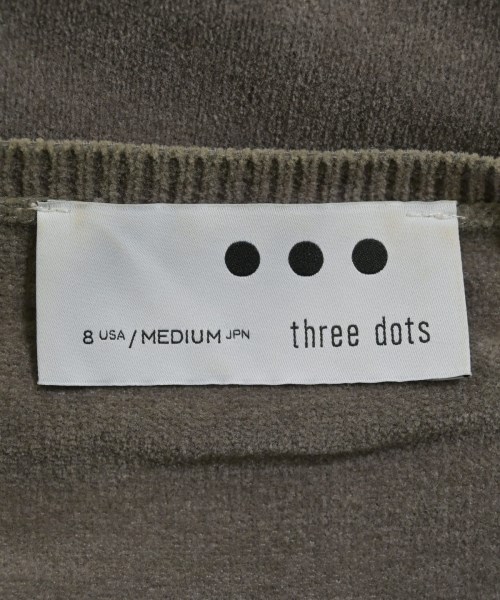 8 USA / MEDIUM JPN three dots